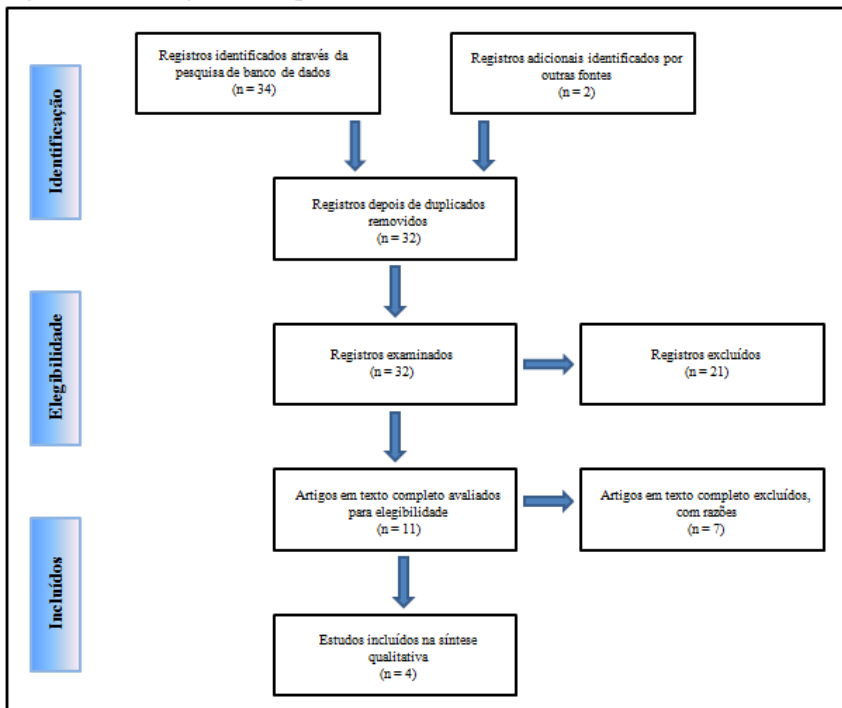 Registros identificados através da
pesquisa de banco de dados
(n = 34)
Registros adicionais identificados por
outras fontes
(n = 2)
Identificação
Registros depois de duplicados
removidos
(n = 32)
Elegibilidade
Registros examinados
(n = 32)
Registros excluídos
(n = 21)
Artigos em texto completo avaliados
para elegibilidade
(n = 11)
Artigos em texto completo excluídos,
com razões
(n = 7)
Incluídos
Estudos incluídos na síntese
qualitativa
(n = 4)